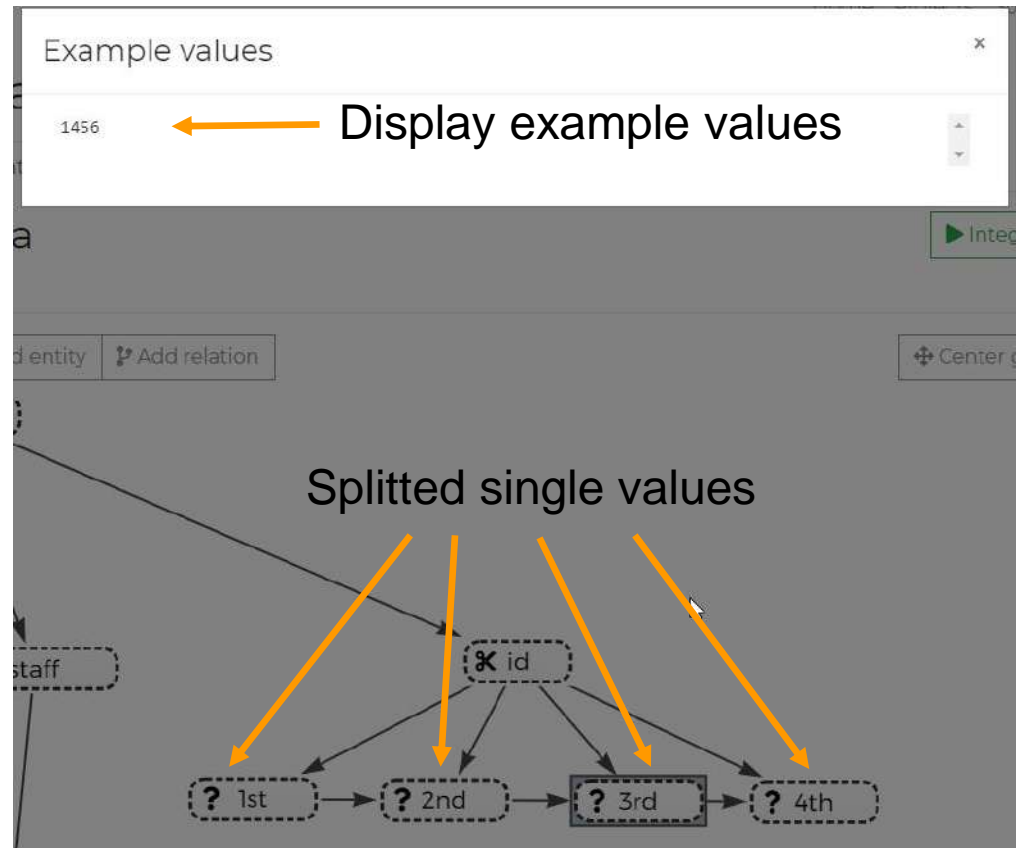 Example values ×
1456
Display example values
a
Integ
d entity
Add relation
Center g
Splitted single values
staff
id
? 1st
? 2nd
? 3rd
? 4th